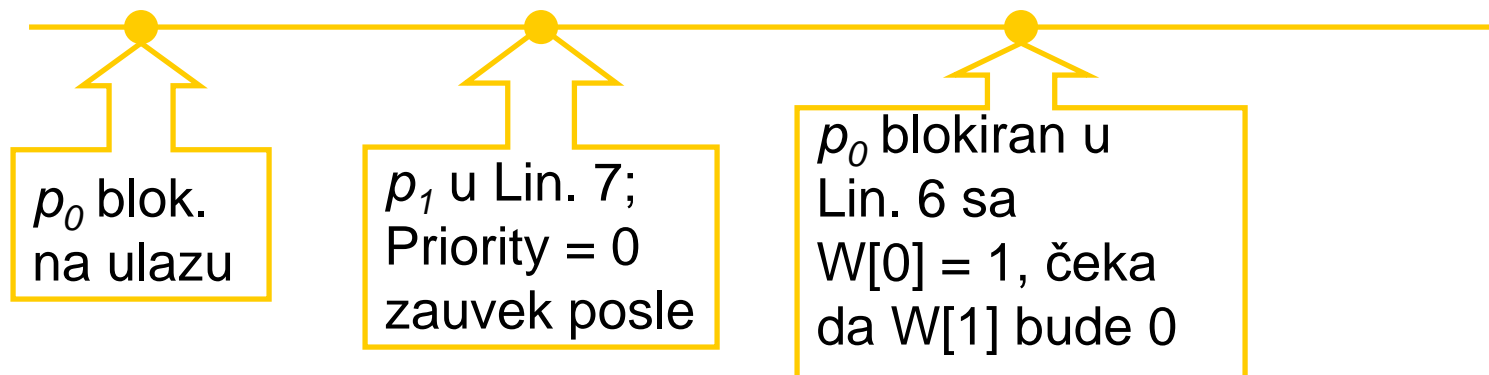 p0 blok.
na ulazu
p1 u Lin. 7;
Priority = 0
zauvek posle
p0 blokiran u
Lin. 6 sa
W[0] = 1, čeka
da W[1] bude 0